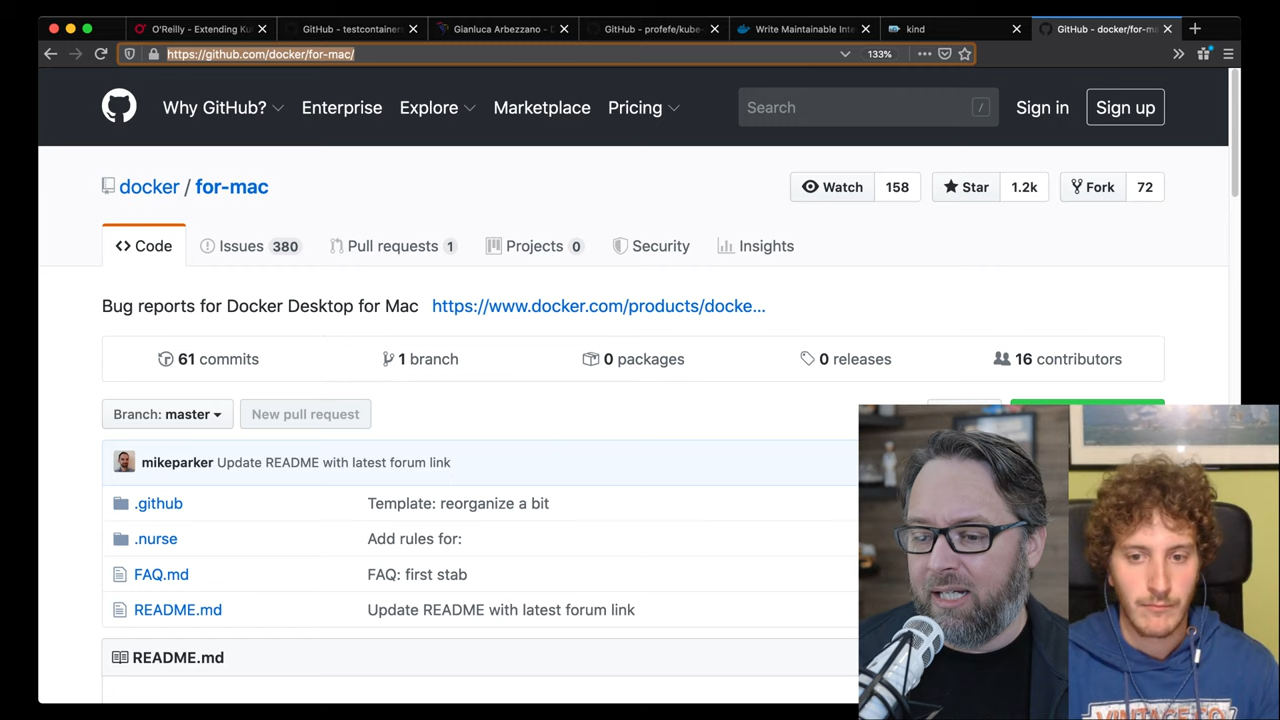 O'Reilly - Extending Ku
GitHub - testcontainers
Gianluca Arbezzano - D
GitHub - profefe/kube-
Write Maintainable Inte
kind
GitHub - docker/for-ma
https://github.com/docker/for-mac/
133%
Why GitHub?
Enterprise
Explore
Marketplace
Pricing
Search
/
Sign in
Sign up
docker / for-mac
Watch 158
Star 1.2k
Fork 72
Code
Issues 380
Pull requests 1
Projects 0
Security
Insights
Bug reports for Docker Desktop for Mac https://www.docker.com/products/docke...
61 commits
1 branch
0 packages
0 releases
16 contributors
Branch: master
New pull request
mikeparker Update README with latest forum link
.github Template: reorganize a bit
.nurse Add rules for:
FAQ.md FAQ: first stab
README.md Update README with latest forum link
README.md